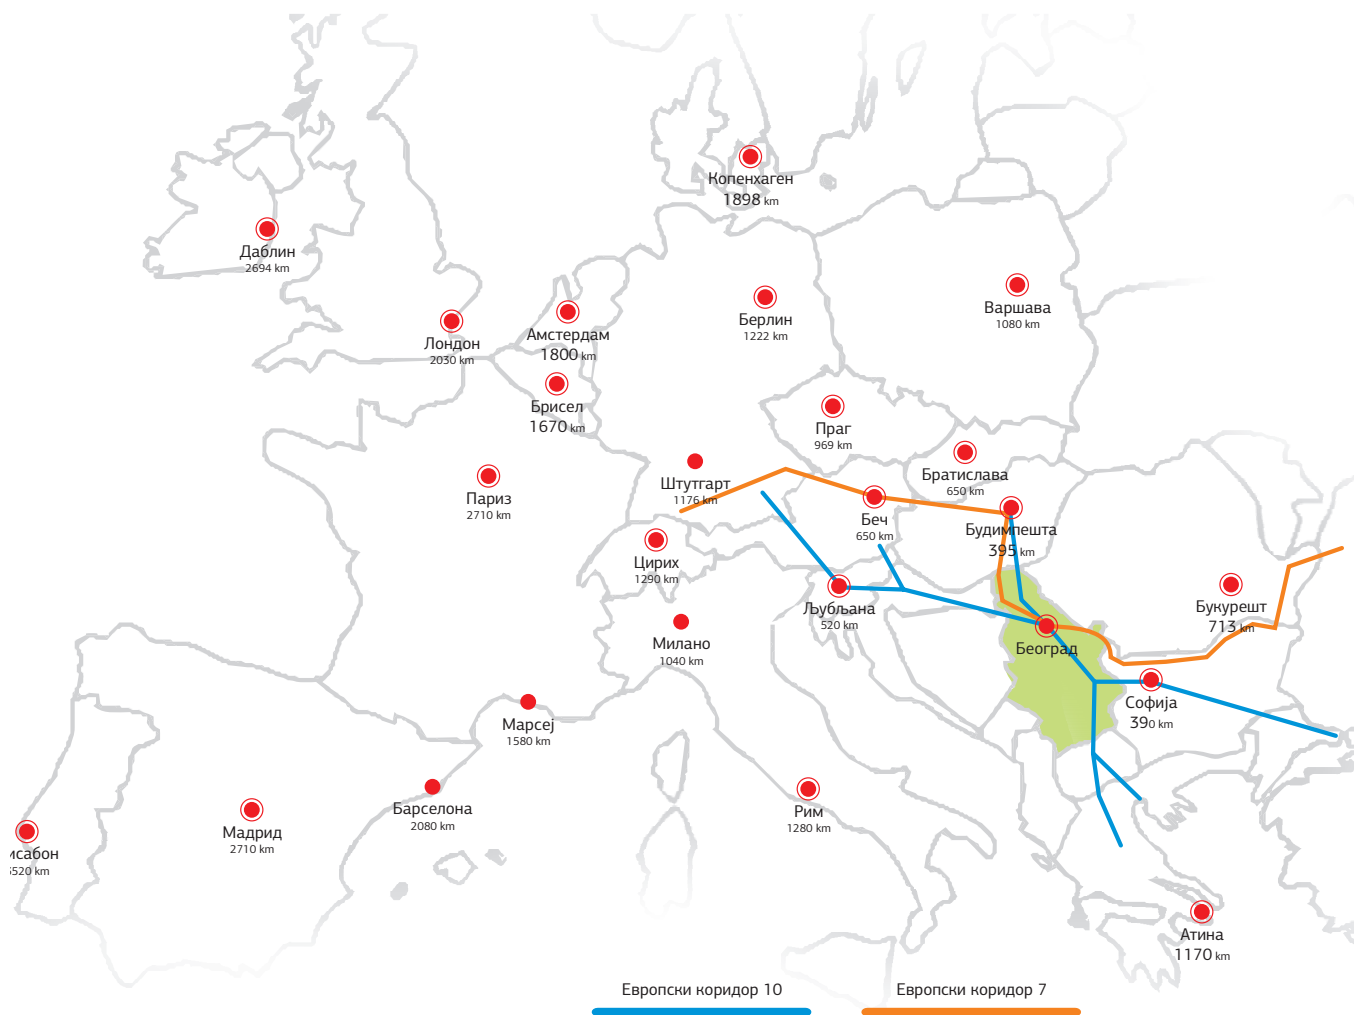 Копенхаген
1898 km
Даблин
2694 km
Лондон
2030 km
Амстердам
1800 km
Берлин
1222 km
Варшава
1080 km
Брисел
1670 km
Праг
969 km
Братислава
650 km
Париз
2710 km
Штутгарт
1176 km
Беч
650 km
Будимпешта
395 km
Цирих
1290 km
Љубљана
520 km
Букурешт
713 km
Милано
1040 km
Београд
Софија
390 km
Марсеј
1580 km
Барселона
2080 km
Рим
1280 km
Мадрид
2710 km
исабон
520 km
Атина
1170 km
Европски коридор 10
Европски коридор 7